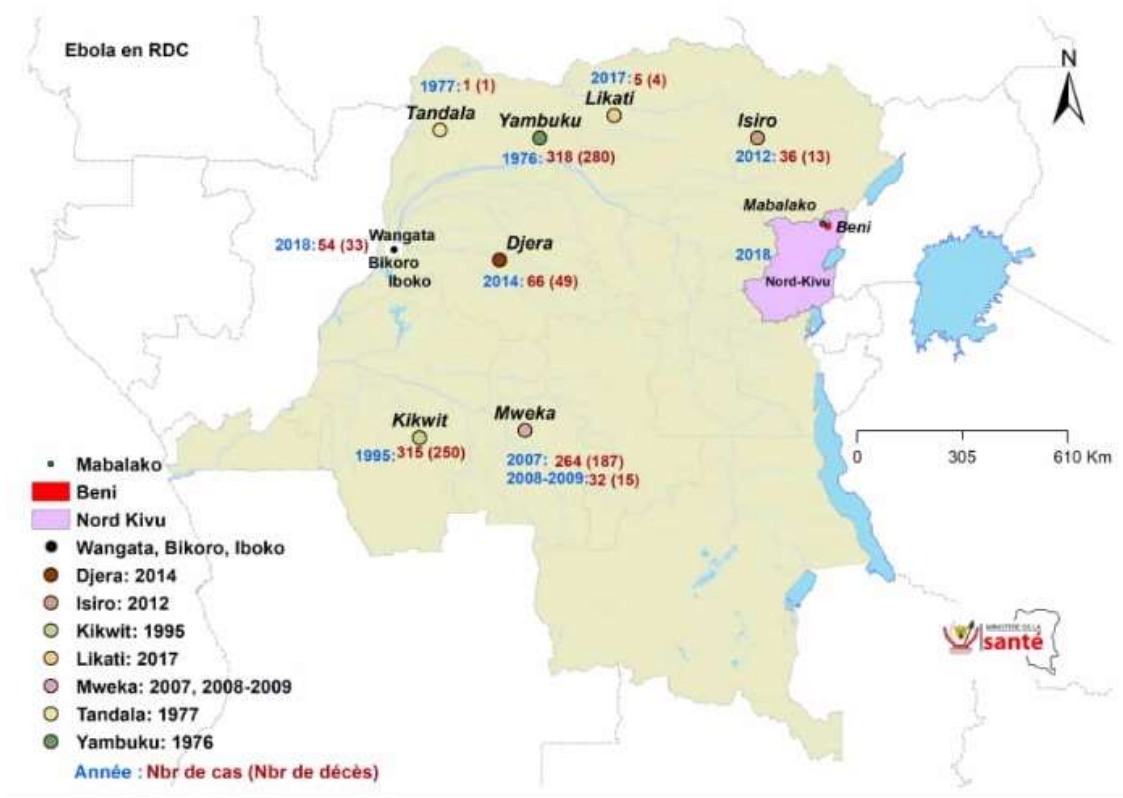 Ebola en RDC
N
1977: 1 (1)
Tandala
2017: 5 (4)
Likati
Yambuku
1976: 318 (280)
Isiro
2012: 36 (13)
Mabalako
Beni
2018
Nord-Kivu
2018: 54 (33)
Wangata
Bikoro
Iboko
Djera
2014: 66 (49)
Kikwit
1995: 315 (250)
Mweka
2007: 264 (187)
2008-2009: 32 (15)
0 305 610 Km
Mabalako
Beni
Nord Kivu
Wangata, Bikoro, Iboko
Djera: 2014
Isiro: 2012
Kikwit: 1995
Likati: 2017
Mweka: 2007, 2008-2009
Tandala: 1977
Yambuku: 1976
Année : Nbr de cas (Nbr de décès)
MINISTERE DE LA
santé